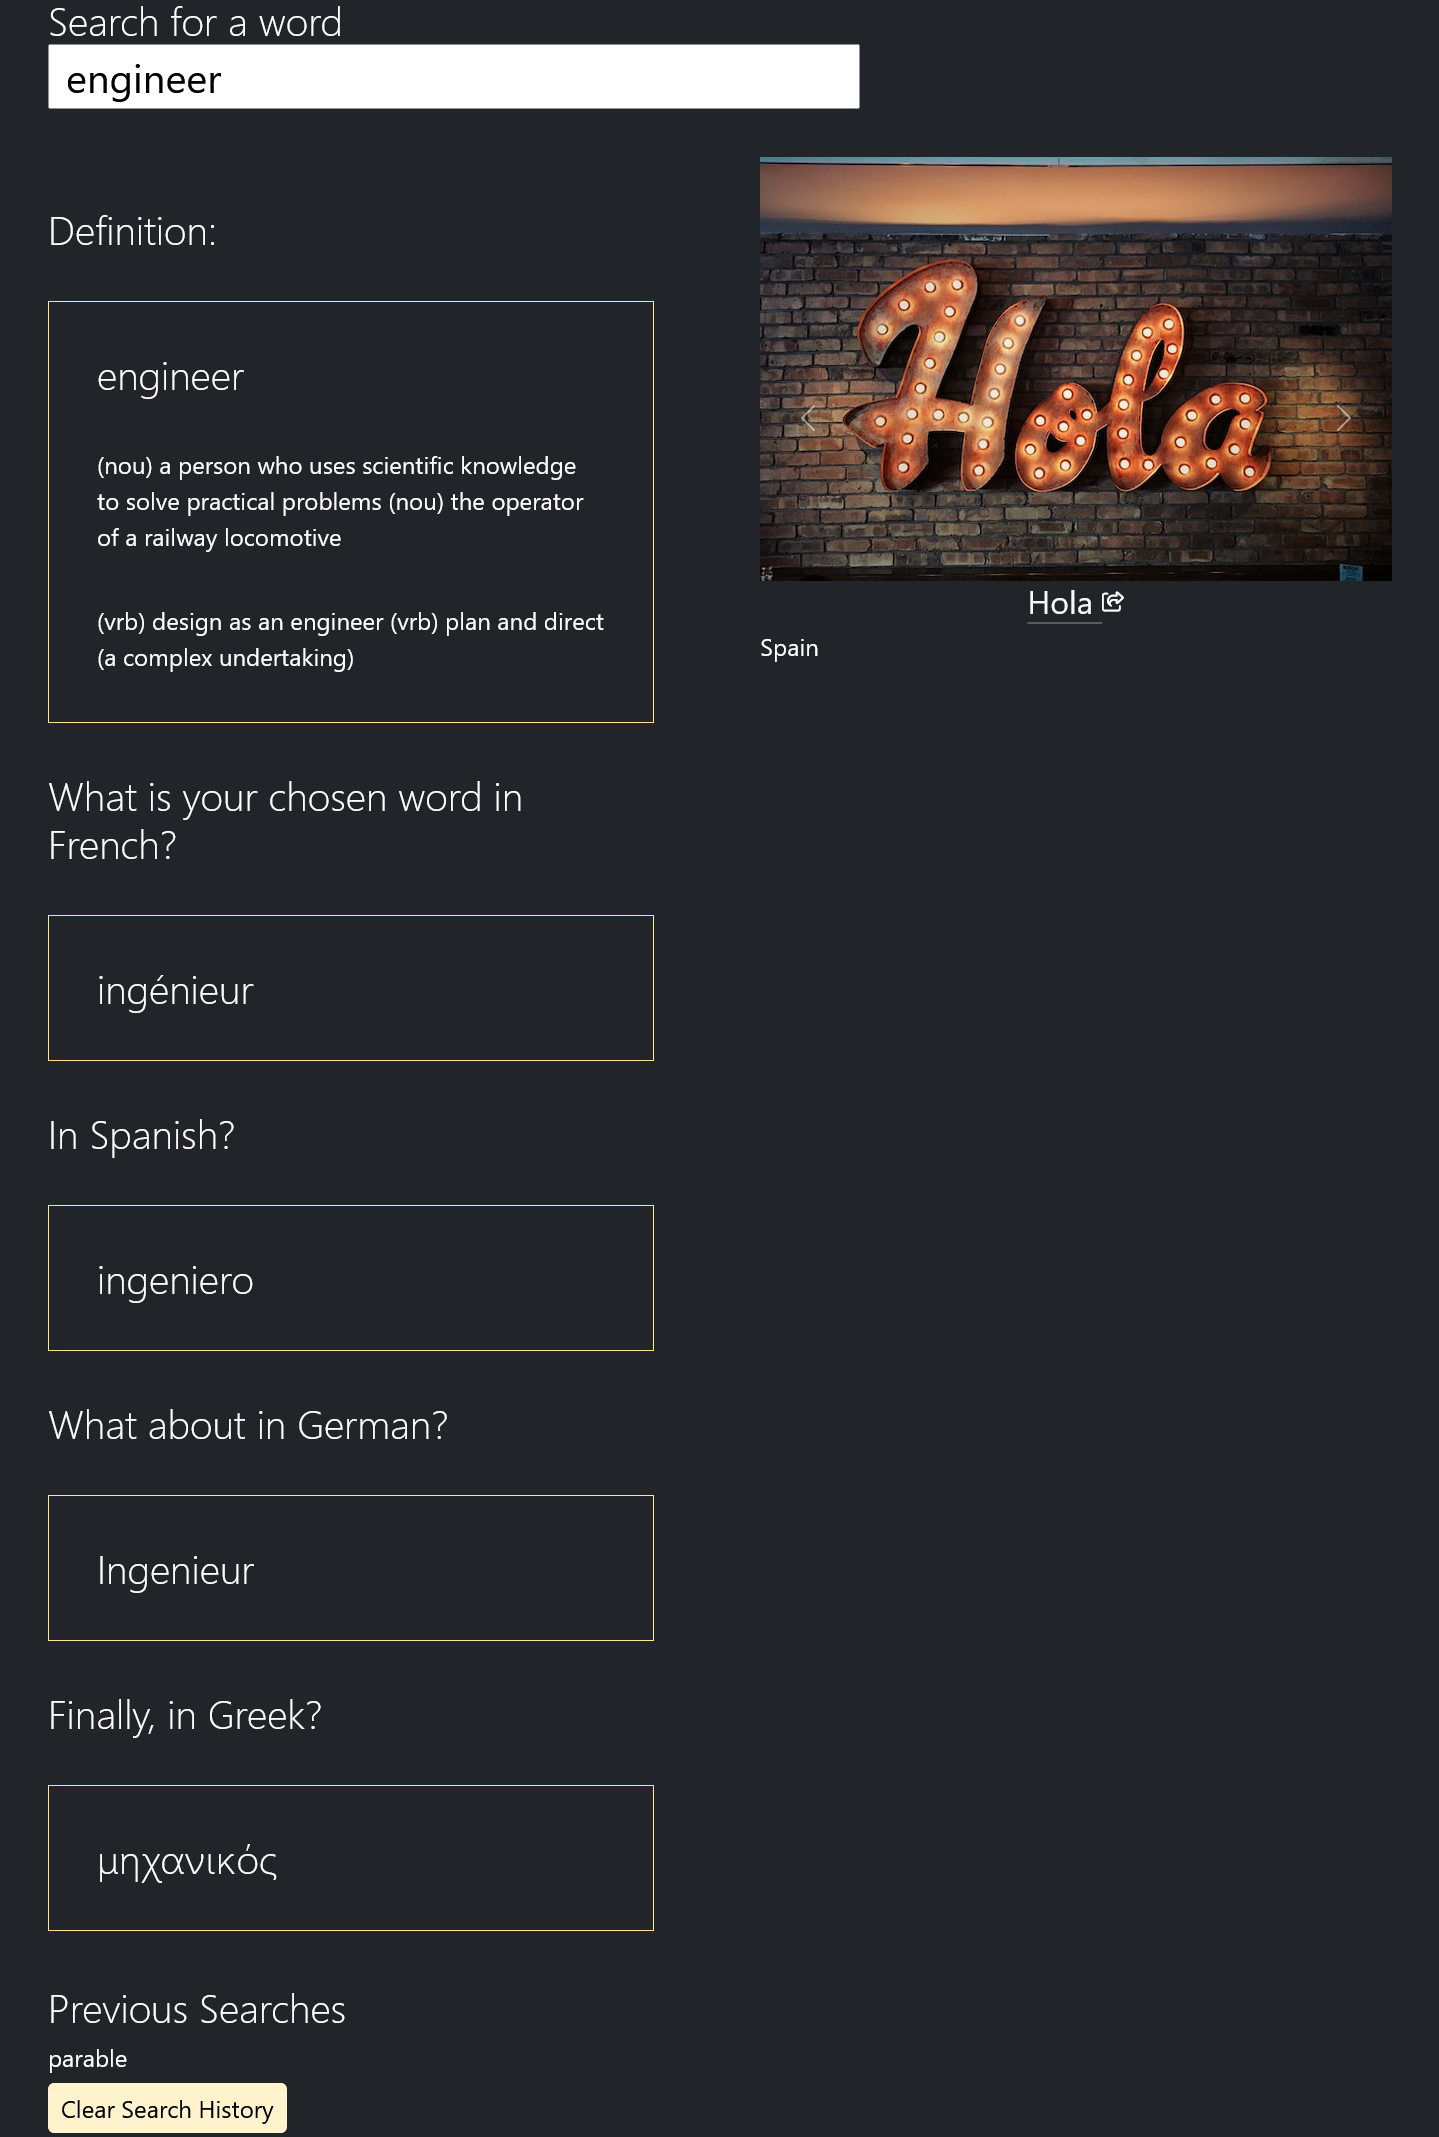 Search for a word
engineer
Definition:
engineer
(nou) a person who uses scientific knowledge
to solve practical problems (nou) the operator
of a railway locomotive
(vrb) design as an engineer (vrb) plan and direct
(a complex undertaking)
Hola
Hola
Spain
What is your chosen word in
French?
ingénieur
In Spanish?
ingeniero
What about in German?
Ingenieur
Finally, in Greek?
μηχανικός
Previous Searches
parable
Clear Search History